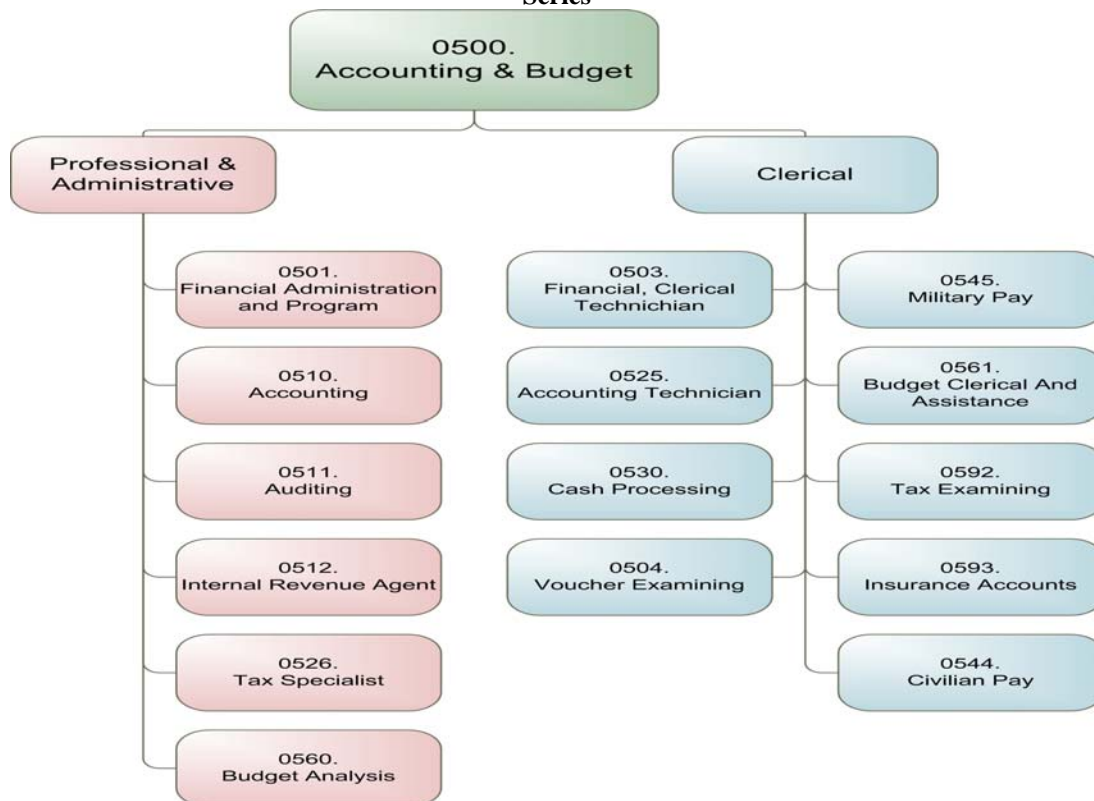 Series
0500.
Accounting & Budget
Professional &
Administrative
Clerical
0501.
Financial Administration
and Program
0510.
Accounting
0511.
Auditing
0512.
Internal Revenue Agent
0526.
Tax Specialist
0560.
Budget Analysis
0503.
Financial, Clerical
Technichian
0525.
Accounting Technician
0530.
Cash Processing
0504.
Voucher Examining
0545.
Military Pay
0561.
Budget Clerical And
Assistance
0592.
Tax Examining
0593.
Insurance Accounts
0544.
Civilian Pay